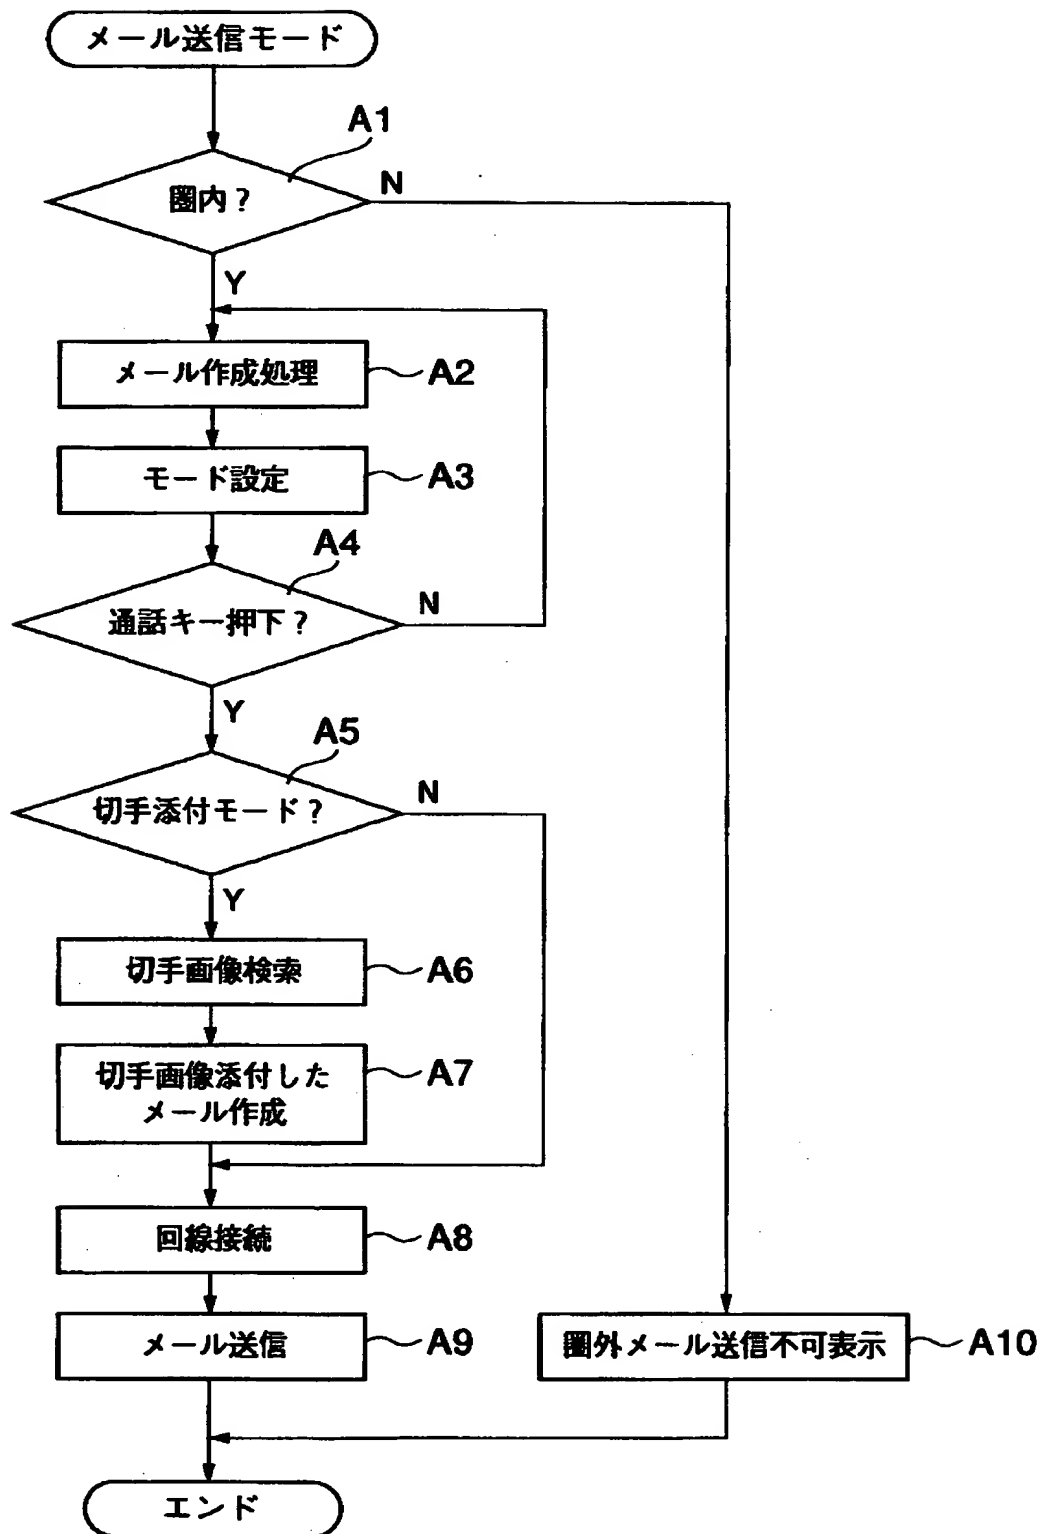 メール送信モード
A1
圏内？
N
Y
メール作成処理
A2
モード設定
A3
A4
通話キー押下？
N
Y
A5
切手添付モード？
N
Y
切手画像検索
A6
切手画像添付した
メール作成
A7
回線接続
A8
メール送信
A9
圏外メール送信不可表示
A10
エンド